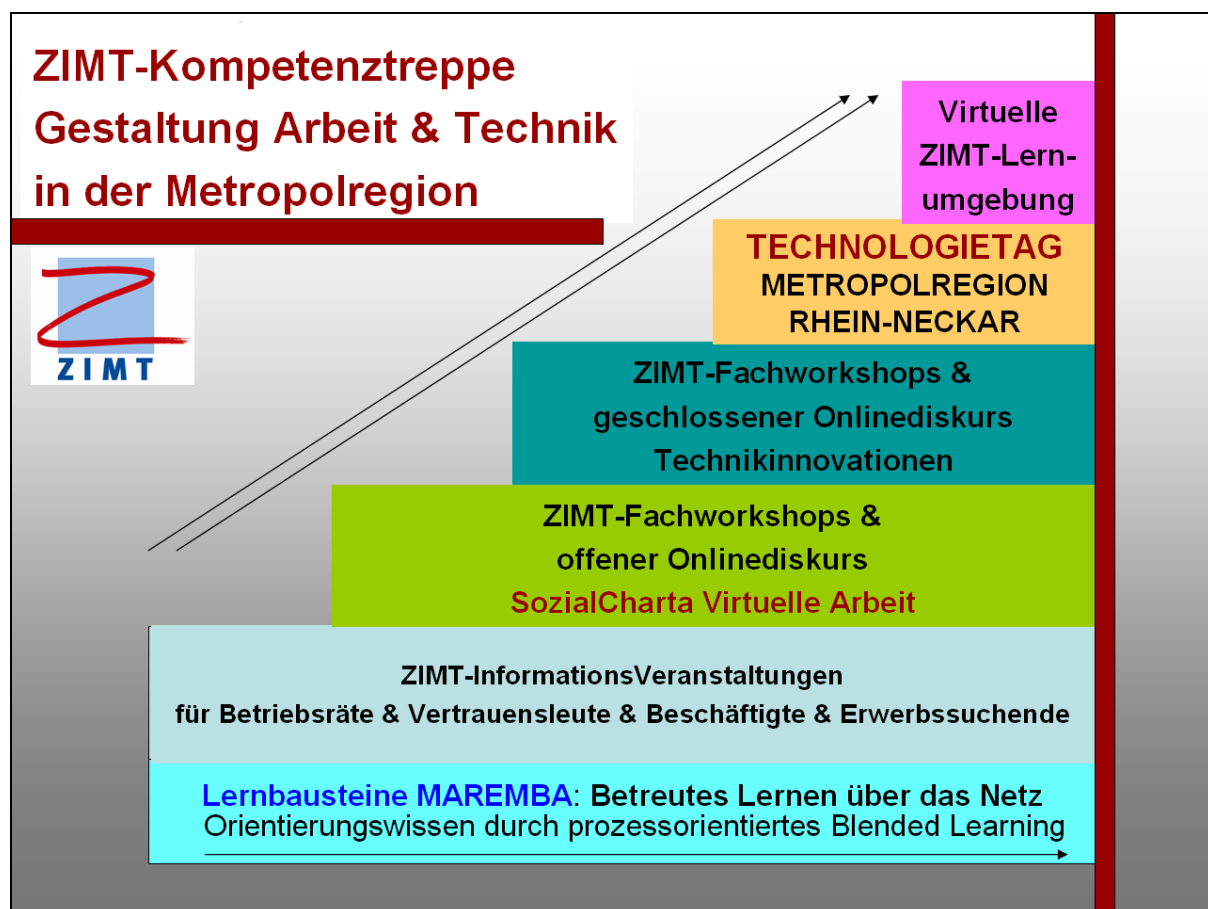 ZIMT-Kompetenztreppe
Gestaltung Arbeit & Technik
in der Metropolregion
ZIMT
Virtuelle
ZIMT-Lern-
umgebung
TECHNOLOGIETAG
METROPOLREGION
RHEIN-NECKAR
ZIMT-Fachworkshops &
geschlossener Onlinediskurs
Technikinnovationen
ZIMT-Fachworkshops &
offener Onlinediskurs
SozialCharta Virtuelle Arbeit
ZIMT-InformationsVeranstaltungen
für Betriebsräte & Vertrauensleute & Beschäftigte & Erwerbssuchende
Lernbausteine MAREMBA: Betreutes Lernen über das Netz
Orientierungswissen durch prozessorientiertes Blended Learning